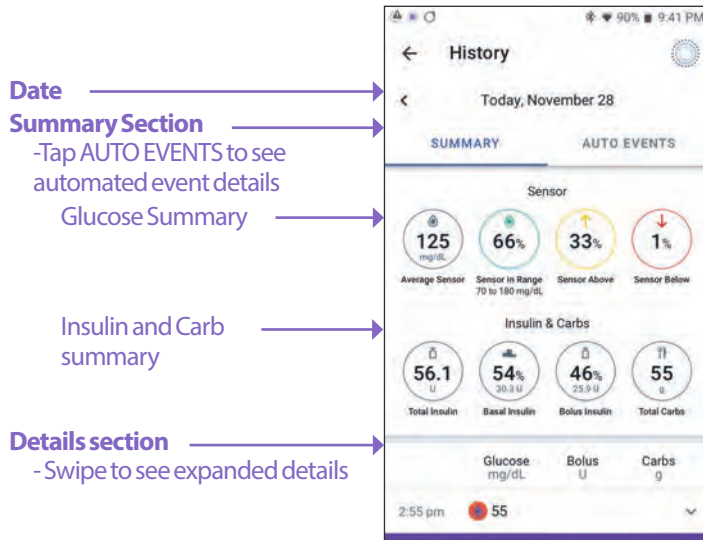 90% 9:41 PM
History
Date
Today, November 28
Summary Section
-Tap AUTO EVENTS to see
automated event details
SUMMARY AUTO EVENTS
Sensor
Glucose Summary
125 66% 33% 1%
mg/dL
Average Sensor Sensor in Range Sensor Above Sensor Below
70 to 180 mg/dL
Insulin & Carbs
Insulin and Carb
summary
56.1 54% 46% 55
U 30.3 U 25.9 U g
Total Insulin Basal Insulin Bolus Insulin Total Carbs
Details section
- Swipe to see expanded details
Glucose Bolus Carbs
mg/dL U g
2:55 pm 55